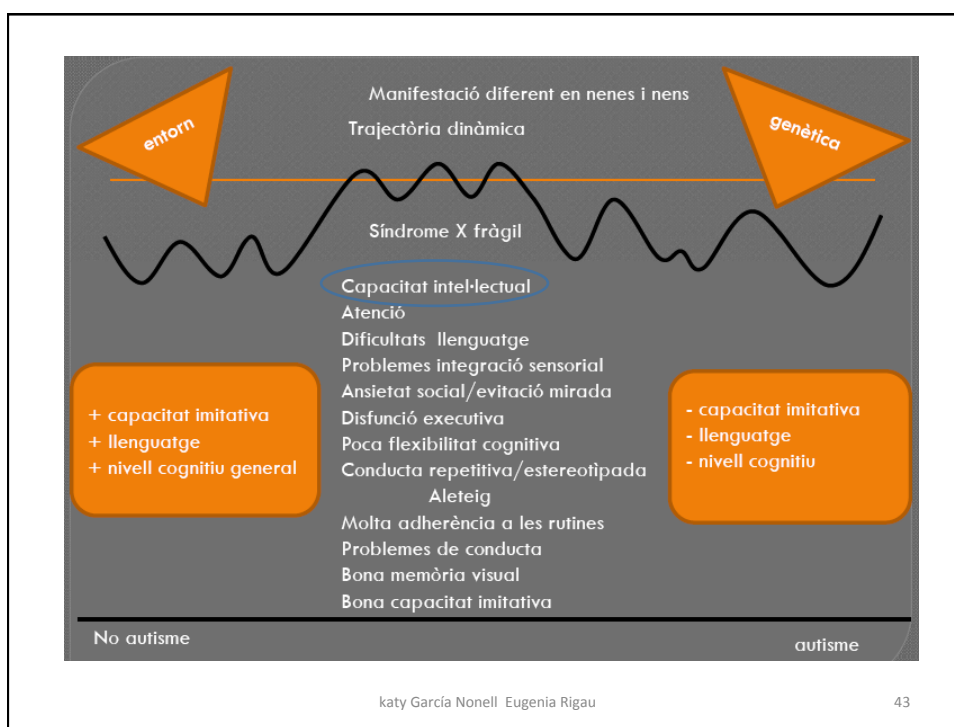 Manifestació diferent en nenes i nens
entorn
genètica
Trajectòria dinàmica
Síndrome X fràgil
Capacitat intel·lectual
Atenció
Dificultats llenguatge
Problemes integració sensorial
Ansietat social/evitació mirada
Disfunció executiva
Poca flexibilitat cognitiva
Conducta repetitiva/estereotìpada
Aleteig
Molta adherència a les rutines
Problemes de conducta
Bona memòria visual
Bona capacitat imitativa
+ capacitat imitativa
+ llenguatge
+ nivell cognitiu general
- capacitat imitativa
- llenguatge
- nivell cognitiu
No autisme
autisme
katy García Nonell Eugenia Rigau
43